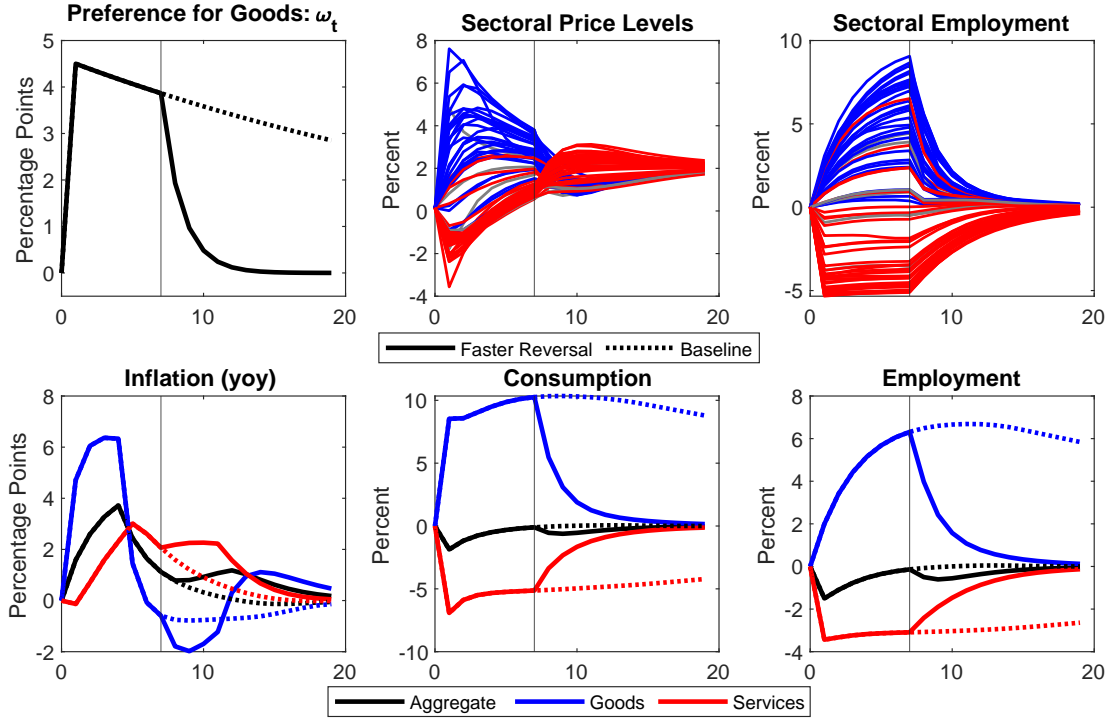 Preference for Goods: ω_t
Sectoral Price Levels
Sectoral Employment
Percentage Points
5
4
3
2
1
0
0 10 20
Percent
8
6
4
2
0
-2
-4
0 10 20
Percent
10
5
0
-5
0 10 20
Faster Reversal Baseline
Inflation (yoy)
Consumption
Employment
Percentage Points
8
6
4
2
0
-2
0 5 10 15 20
Percent
10
5
0
-5
-10
0 10 20
Percent
8
6
4
2
0
-2
-4
0 10 20
Aggregate Goods Services